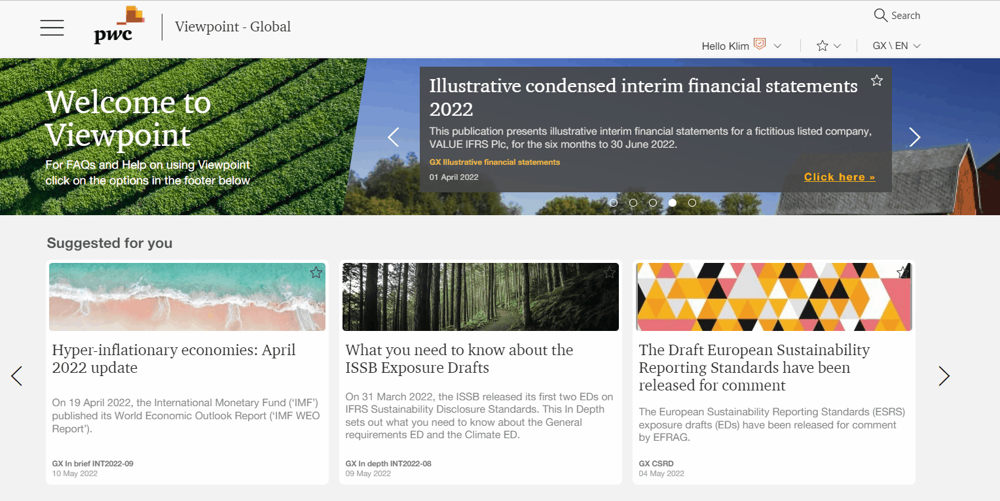 pwc
Viewpoint - Global
Search
Hello Klim
GX \ EN
Welcome to
Viewpoint
For FAQs and Help on using Viewpoint
click on the options in the footer below
Illustrative condensed interim financial statements
2022
This publication presents illustrative interim financial statements for a fictitious listed company,
VALUE IFRS Plc, for the six months to 30 June 2022.
GX Illustrative financial statements
01 April 2022
Click here »
Suggested for you
Hyper-inflationary economies: April
2022 update
On 19 April 2022, the International Monetary Fund (‘IMF’)
published its World Economic Outlook Report (‘IMF WEO
Report’).
GX In brief INT2022-09
10 May 2022
What you need to know about the
ISSB Exposure Drafts
On 31 March 2022, the ISSB released its first two EDs on
IFRS Sustainability Disclosure Standards. This In Depth
sets out what you need to know about the General
requirements ED and the Climate ED.
GX In depth INT2022-08
09 May 2022
The Draft European Sustainability
Reporting Standards have been
released for comment
The European Sustainability Reporting Standards (ESRS)
exposure drafts (EDs) have been released for comment
by EFRAG.
GX CSRD
04 May 2022